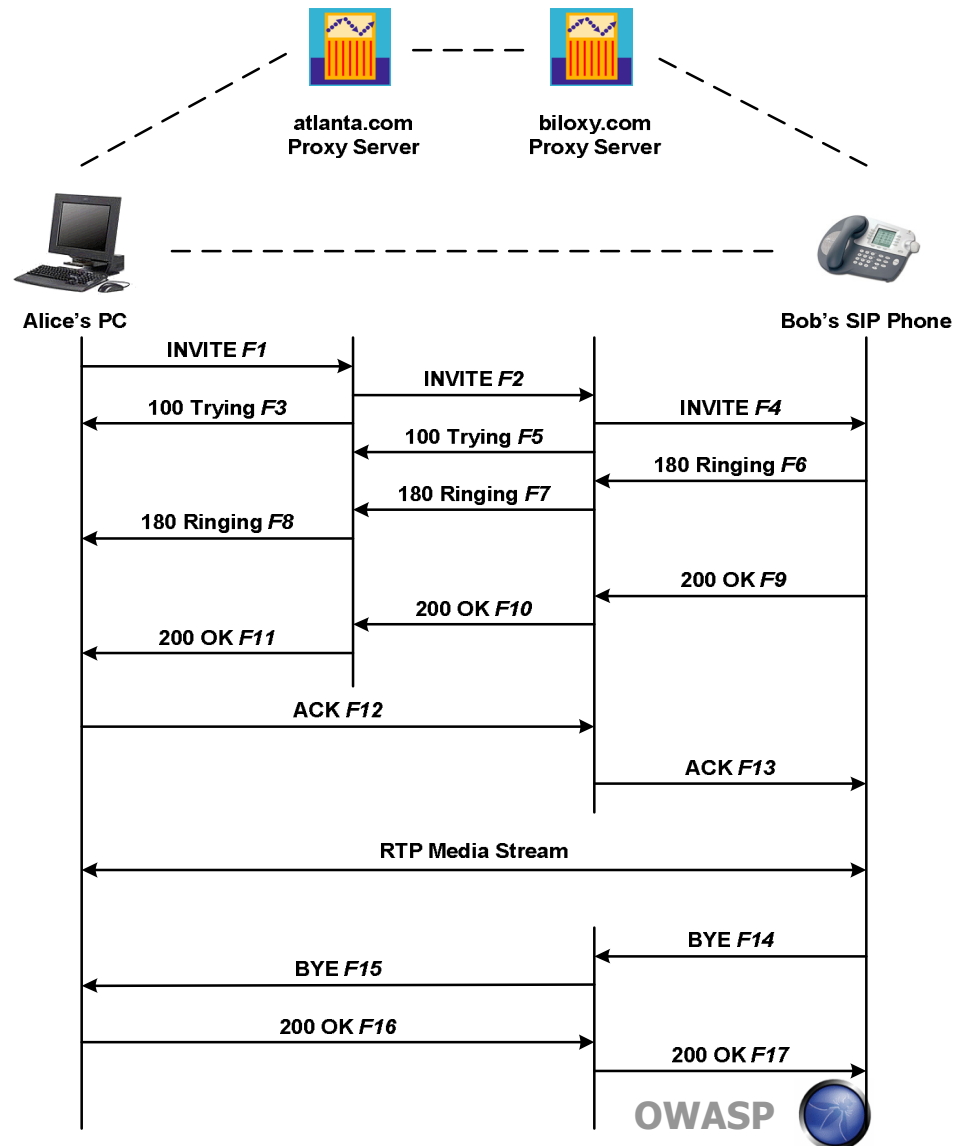 atlanta.com
Proxy Server
biloxy.com
Proxy Server
Alice's PC
Bob's SIP Phone
INVITE F1
INVITE F2
100 Trying F3
INVITE F4
100 Trying F5
180 Ringing F6
180 Ringing F7
180 Ringing F8
200 OK F9
200 OK F10
200 OK F11
ACK F12
ACK F13
RTP Media Stream
BYE F14
BYE F15
200 OK F16
200 OK F17
OWASP